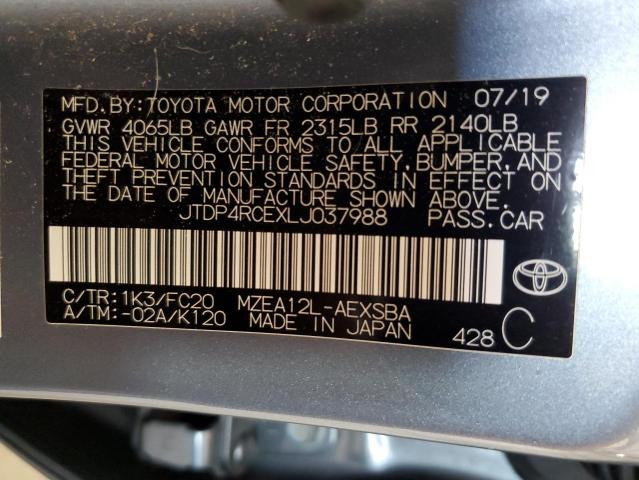 MFD. BY: TOYOTA MOTOR CORPORATION 07/19
GVWR 4065LB GAWR FR 2315LB RR 2140LB
THIS VEHICLE CONFORMS TO ALL APPLICABLE
FEDERAL MOTOR VEHICLE SAFETY, BUMPER, AND
THEFT PREVENTION STANDARDS IN EFFECT ON
THE DATE OF MANUFACTURE SHOWN ABOVE.
JTDP4RCEXLJ037988 PASS.CAR
C/TR: 1K3/FC20 MZEA12L-AEXSBA
A/TM: -02A/K120 MADE IN JAPAN 428 C